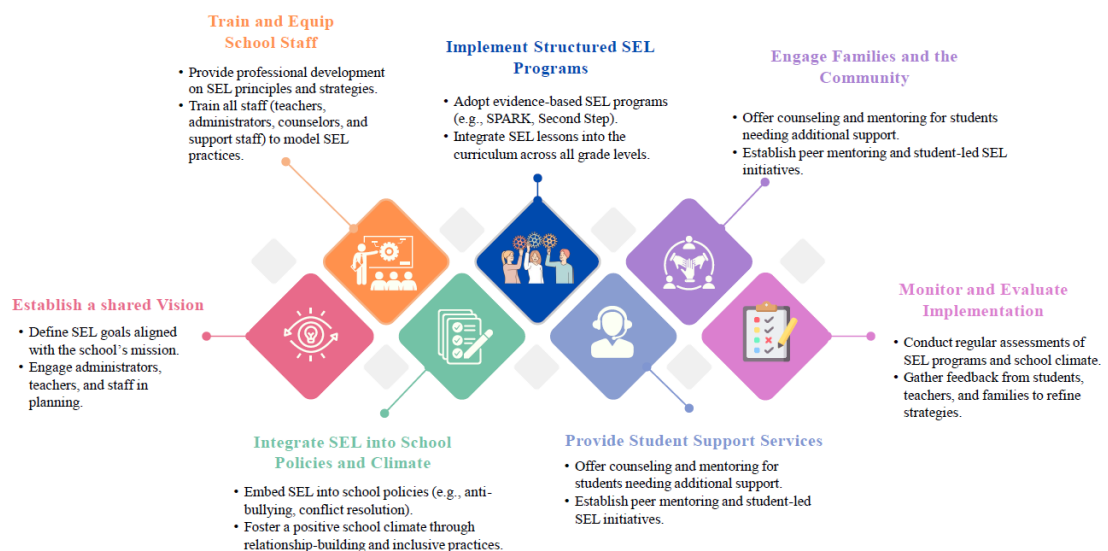 Train and Equip
School Staff
• Provide professional development
on SEL principles and strategies.
• Train all staff (teachers,
administrators, counselors, and
support staff) to model SEL
practices.
Implement Structured SEL
Programs
• Adopt evidence-based SEL programs
(e.g., SPARK, Second Step).
• Integrate SEL lessons into the
curriculum across all grade levels.
Engage Families and the
Community
• Offer counseling and mentoring for students
needing additional support.
• Establish peer mentoring and student-led SEL
initiatives.
Establish a shared Vision
• Define SEL goals aligned
with the school's mission.
• Engage administrators,
teachers, and staff in
planning.
Monitor and Evaluate
Implementation
• Conduct regular assessments of
SEL programs and school climate.
• Gather feedback from students,
teachers, and families to refine
strategies.
Integrate SEL into School
Policies and Climate
• Embed SEL into school policies (e.g., anti-
bullying, conflict resolution).
• Foster a positive school climate through
relationship-building and inclusive practices.
Provide Student Support Services
• Offer counseling and mentoring for
students needing additional support.
• Establish peer mentoring and student-led
SEL initiatives.